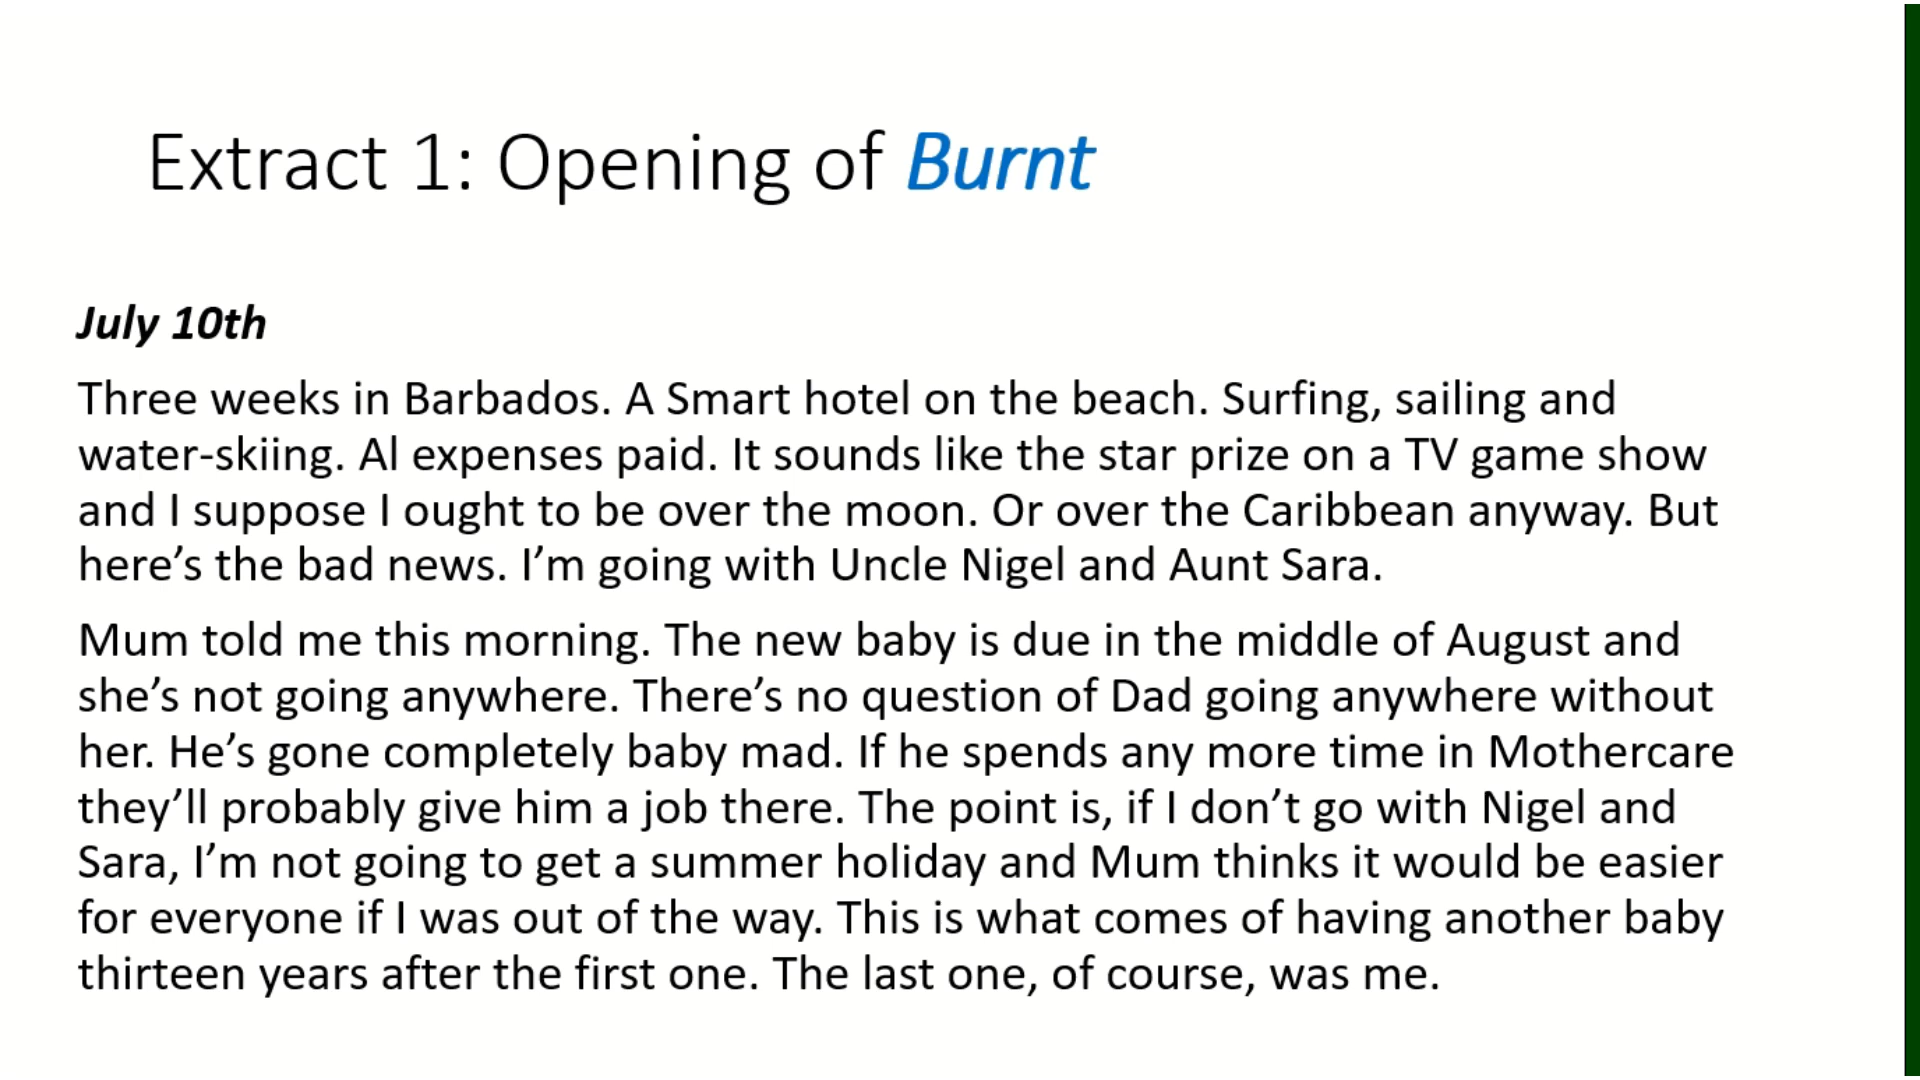 Extract 1: Opening of Burnt
July 10th
Three weeks in Barbados. A Smart hotel on the beach. Surfing, sailing and
water-skiing. Al expenses paid. It sounds like the star prize on a TV game show
and I suppose I ought to be over the moon. Or over the Caribbean anyway. But
here’s the bad news. I’m going with Uncle Nigel and Aunt Sara.
Mum told me this morning. The new baby is due in the middle of August and
she’s not going anywhere. There’s no question of Dad going anywhere without
her. He’s gone completely baby mad. If he spends any more time in Mothercare
they’ll probably give him a job there. The point is, if I don’t go with Nigel and
Sara, I’m not going to get a summer holiday and Mum thinks it would be easier
for everyone if I was out of the way. This is what comes of having another baby
thirteen years after the first one. The last one, of course, was me.